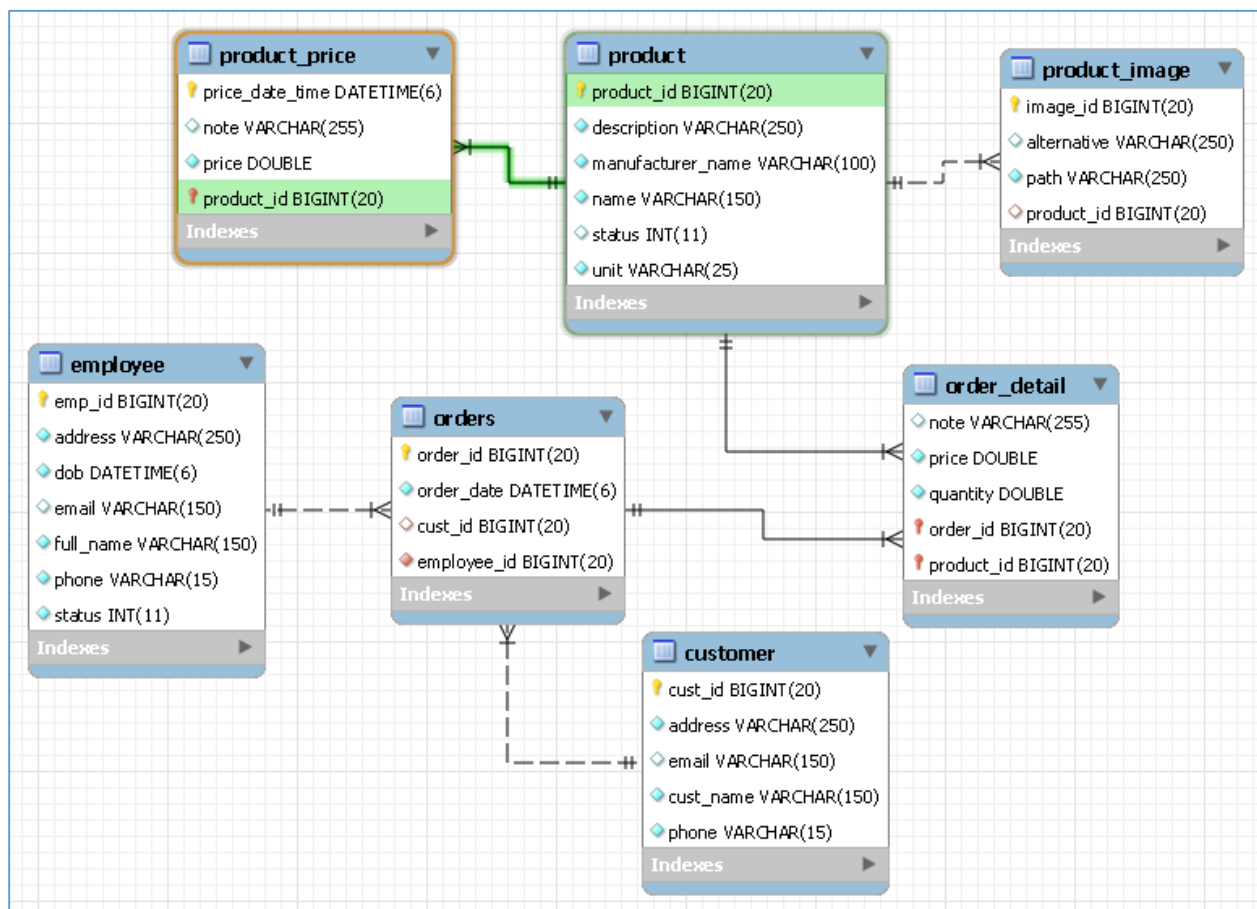 product_price
price_date_time DATETIME(6)
note VARCHAR(255)
price DOUBLE
product_id BIGINT(20)
Indexes
product
product_id BIGINT(20)
description VARCHAR(250)
manufacturer_name VARCHAR(100)
name VARCHAR(150)
status INT(11)
unit VARCHAR(25)
Indexes
product_image
image_id BIGINT(20)
alternative VARCHAR(250)
path VARCHAR(250)
product_id BIGINT(20)
Indexes
employee
emp_id BIGINT(20)
address VARCHAR(250)
dob DATETIME(6)
email VARCHAR(150)
full_name VARCHAR(150)
phone VARCHAR(15)
status INT(11)
Indexes
orders
order_id BIGINT(20)
order_date DATETIME(6)
cust_id BIGINT(20)
employee_id BIGINT(20)
Indexes
order_detail
note VARCHAR(255)
price DOUBLE
quantity DOUBLE
order_id BIGINT(20)
product_id BIGINT(20)
Indexes
customer
cust_id BIGINT(20)
address VARCHAR(250)
email VARCHAR(150)
cust_name VARCHAR(150)
phone VARCHAR(15)
Indexes